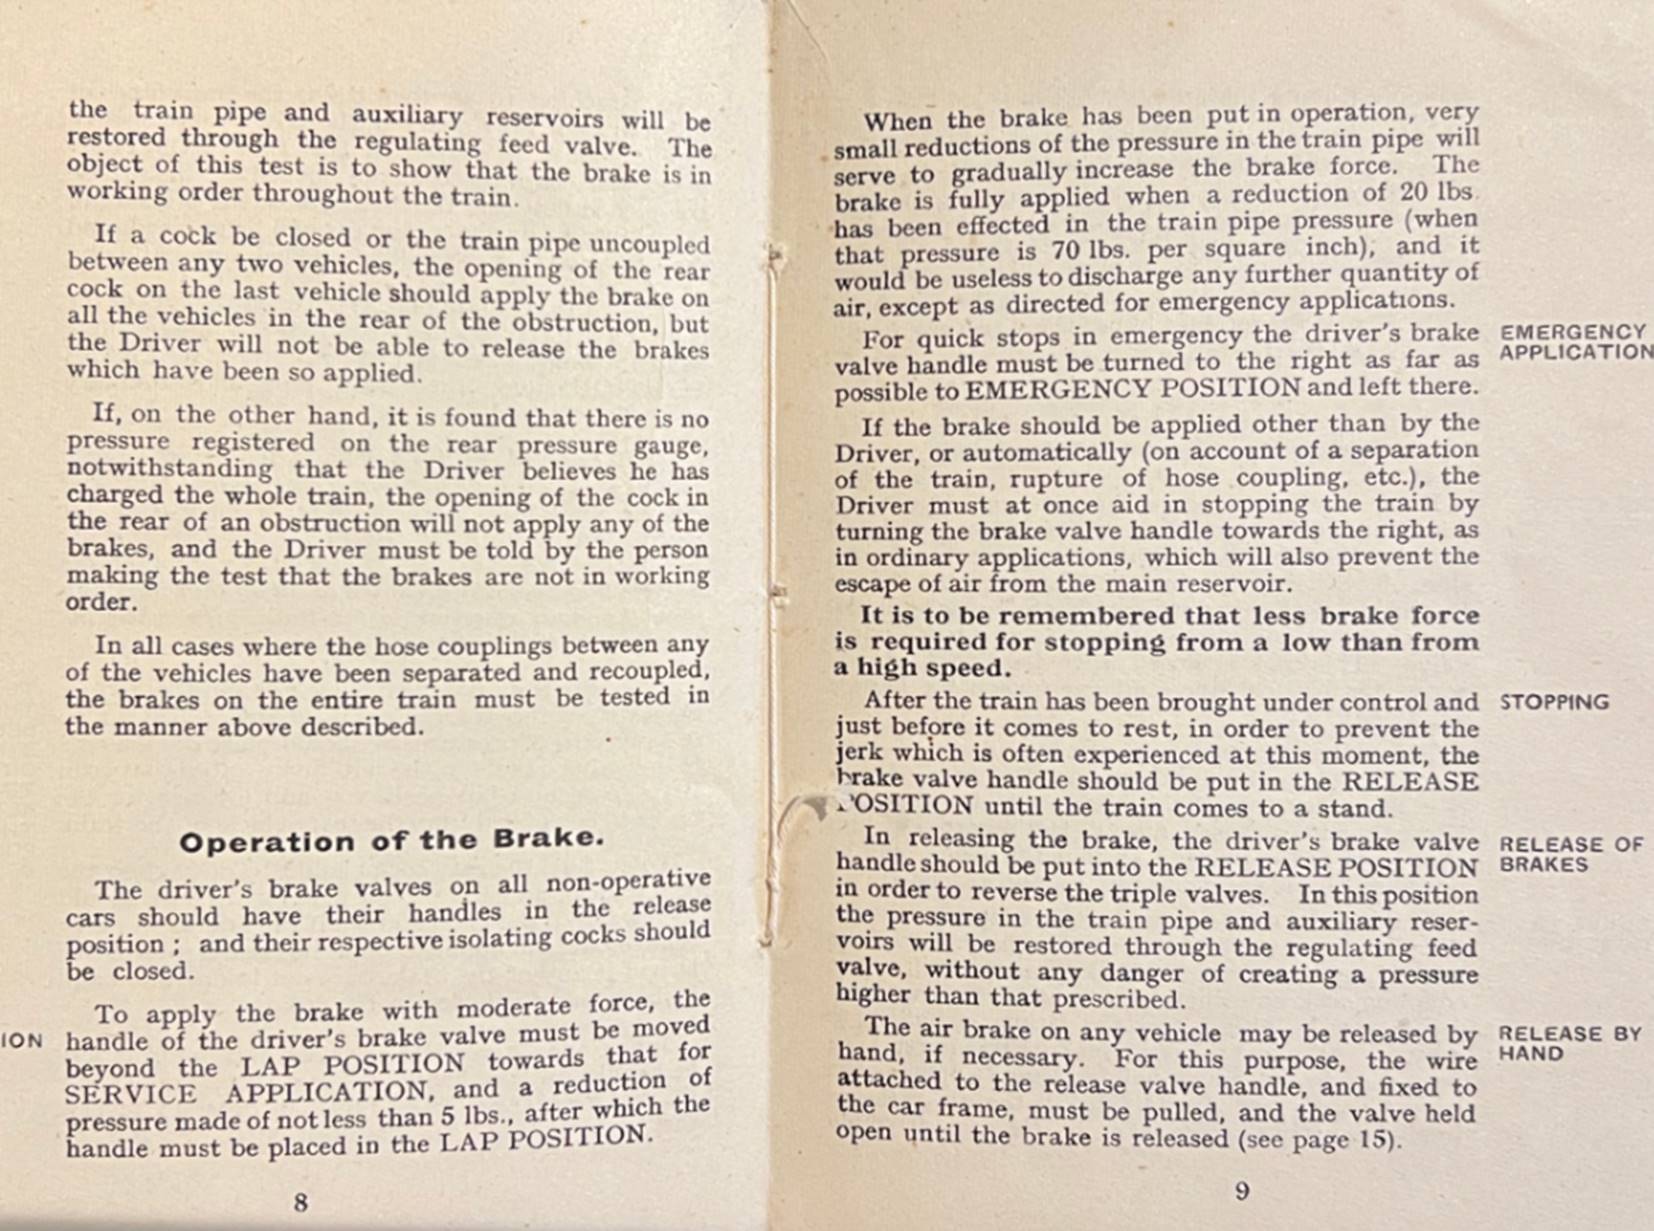 the train pipe and auxiliary reservoirs will be
restored through the regulating feed valve. The
object of this test is to show that the brake is in
working order throughout the train.
If a cock be closed or the train pipe uncoupled
between any two vehicles, the opening of the rear
cock on the last vehicle should apply the brake on
all the vehicles in the rear of the obstruction, but
the Driver will not be able to release the brakes
which have been so applied.
If, on the other hand, it is found that there is no
pressure registered on the rear pressure gauge,
notwithstanding that the Driver believes he has
charged the whole train, the opening of the cock in
the rear of an obstruction will not apply any of the
brakes, and the Driver must be told by the person
making the test that the brakes are not in working
order.
In all cases where the hose couplings between any
of the vehicles have been separated and recoupled,
the brakes on the entire train must be tested in
the manner above described.
Operation of the Brake.
The driver's brake valves on all non-operative
cars should have their handles in the release
position ; and their respective isolating cocks should
be closed.
To apply the brake with moderate force, the
ION handle of the driver's brake valve must be moved
beyond the LAP POSITION towards that for
SERVICE APPLICATION, and a reduction of
pressure made of not less than 5 lbs., after which the
handle must be placed in the LAP POSITION.
8
When the brake has been put in operation, very
small reductions of the pressure in the train pipe will
serve to gradually increase the brake force. The
brake is fully applied when a reduction of 20 lbs.
has been effected in the train pipe pressure (when
that pressure is 70 lbs. per square inch), and it
would be useless to discharge any further quantity of
air, except as directed for emergency applications.
For quick stops in emergency the driver's brake EMERGENCY
valve handle must be turned to the right as far as APPLICATION
possible to EMERGENCY POSITION and left there.
If the brake should be applied other than by the
Driver, or automatically (on account of a separation
of the train, rupture of hose coupling, etc.), the
Driver must at once aid in stopping the train by
turning the brake valve handle towards the right, as
in ordinary applications, which will also prevent the
escape of air from the main reservoir.
It is to be remembered that less brake force
is required for stopping from a low than from
a high speed.
After the train has been brought under control and STOPPING
just before it comes to rest, in order to prevent the
jerk which is often experienced at this moment, the
brake valve handle should be put in the RELEASE
POSITION until the train comes to a stand.
In releasing the brake, the driver's brake valve RELEASE OF
handle should be put into the RELEASE POSITION BRAKES
in order to reverse the triple valves. In this position
the pressure in the train pipe and auxiliary reser-
voirs will be restored through the regulating feed
valve, without any danger of creating a pressure
higher than that prescribed.
The air brake on any vehicle may be released by RELEASE BY
hand, if necessary. For this purpose, the wire HAND
attached to the release valve handle, and fixed to
the car frame, must be pulled, and the valve held
open until the brake is released (see page 15).
9